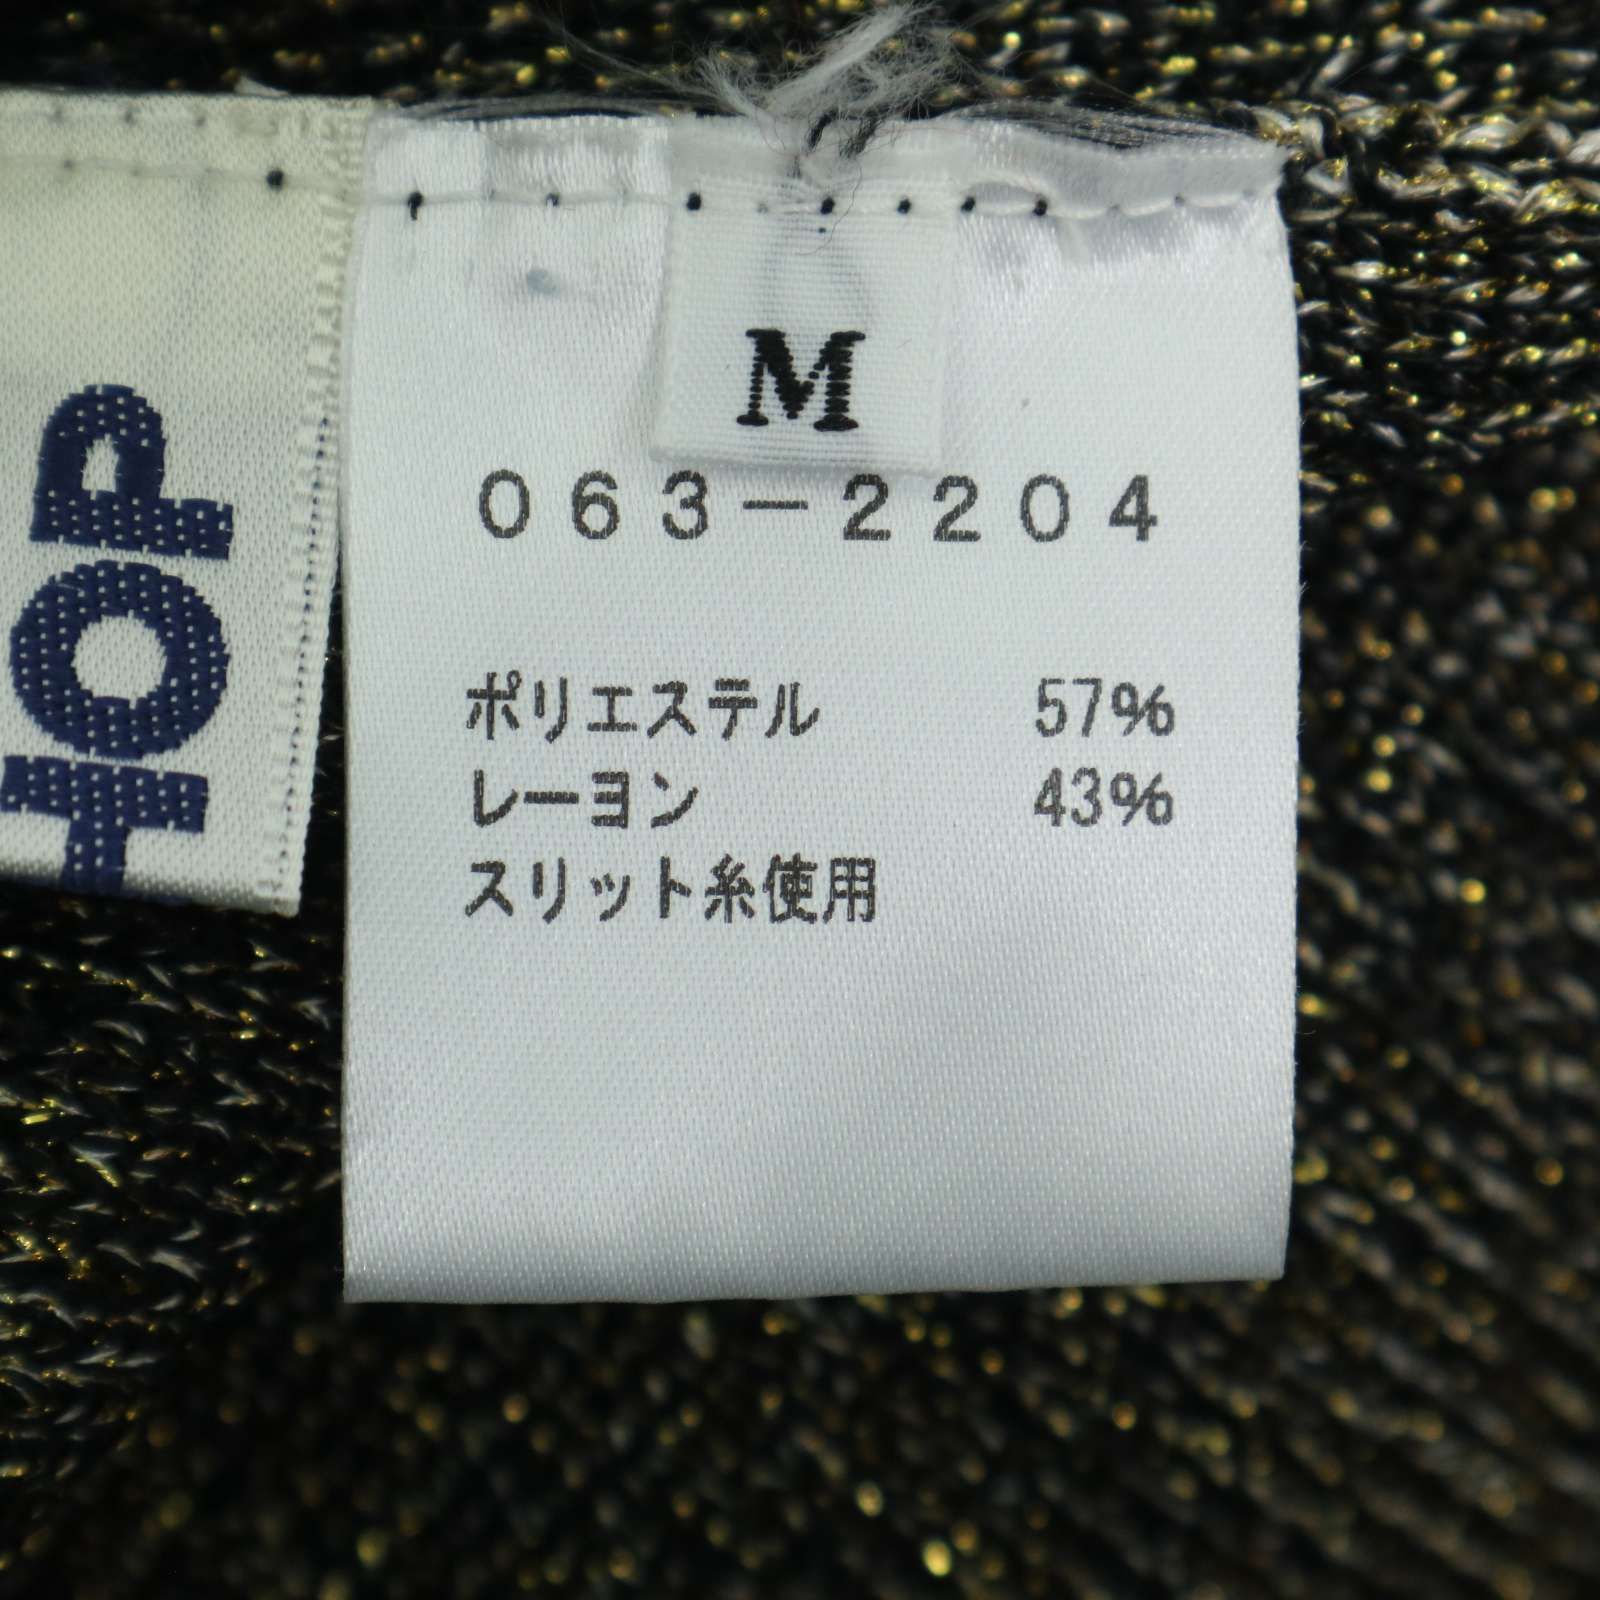 M
063-2204
ポリエステル 57%
レーヨン 43%
スリット糸使用